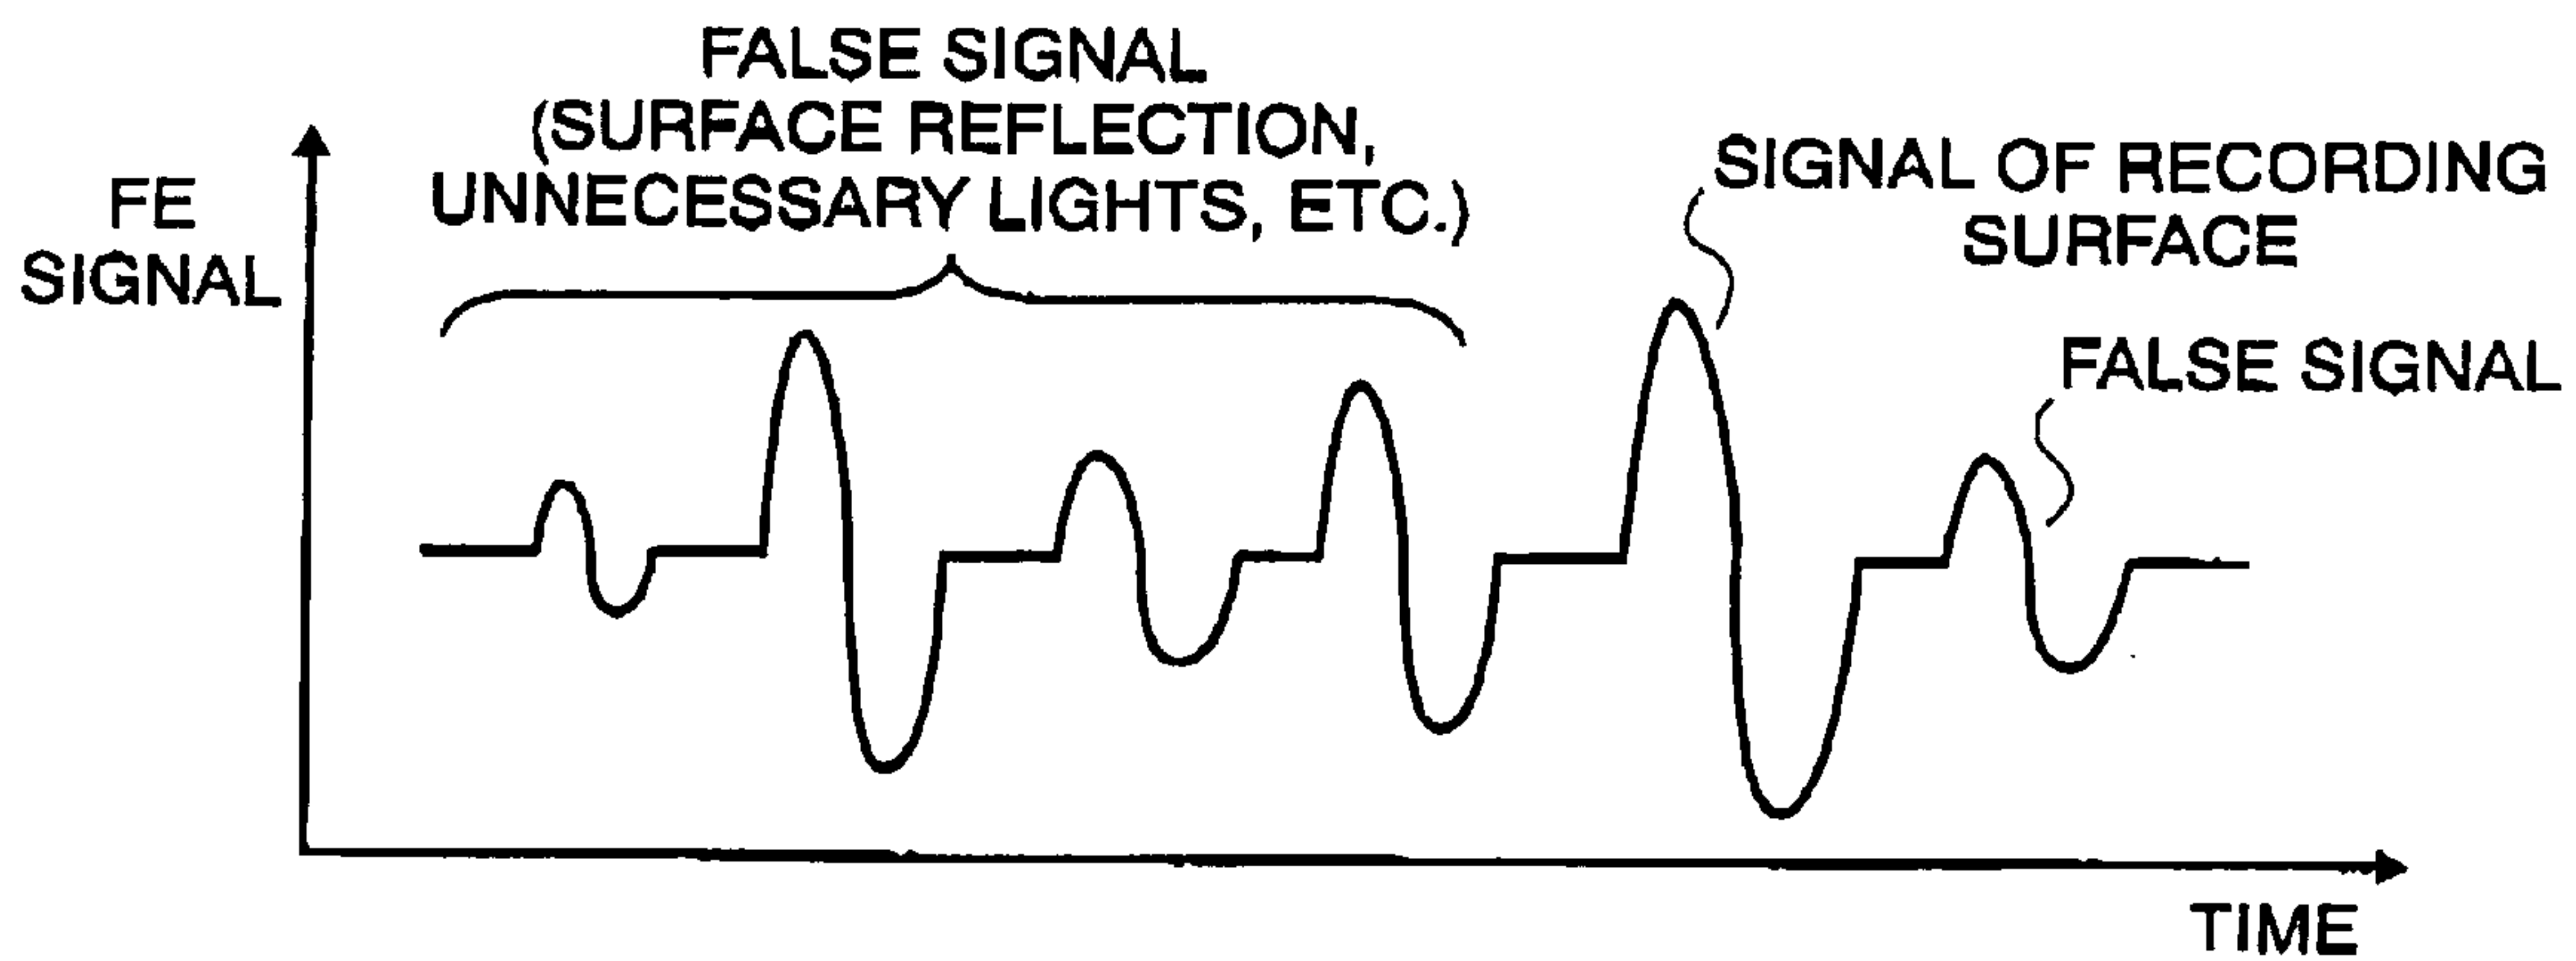 FALSE SIGNAL
(SURFACE REFLECTION,
UNNECESSARY LIGHTS, ETC.)
SIGNAL OF RECORDING
SURFACE
FE
SIGNAL
FALSE SIGNAL
TIME